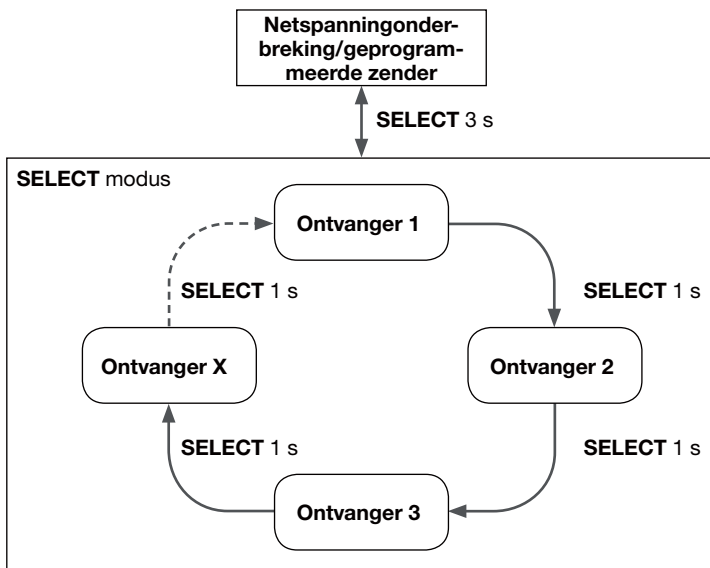 Netspanningonder-
breking/geprogram-
meerde zender
SELECT 3 s
SELECT modus
Ontvanger 1
SELECT 1 s
SELECT 1 s
Ontvanger X
Ontvanger 2
SELECT 1 s
SELECT 1 s
Ontvanger 3